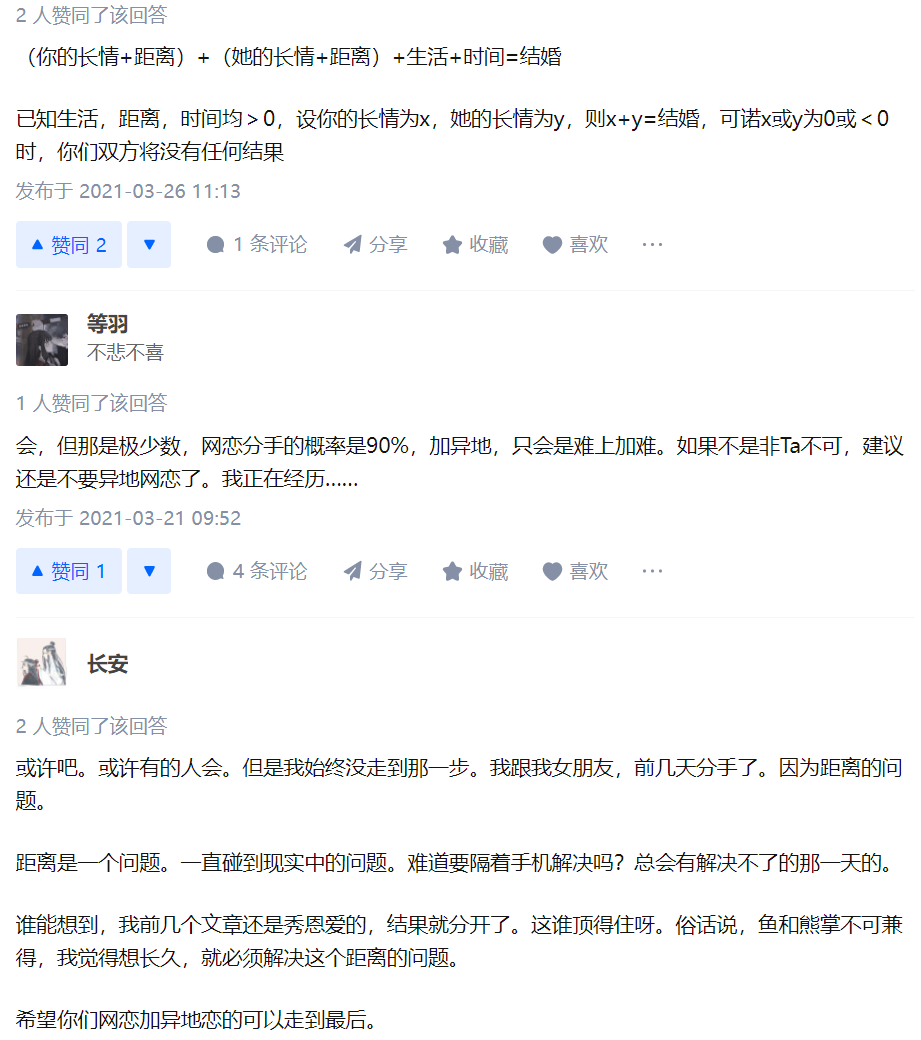 2 人赞同了该回答
（你的长情+距离）+（她的长情+距离）+生活+时间=结婚
已知生活，距离，时间均＞0，设你的长情为x，她的长情为y，则x+y=结婚，可诺x或y为0或＜0
时，你们双方将没有任何结果
发布于 2021-03-26 11:13
赞同 2 1 条评论 分享 收藏 喜欢 ···
等羽
不悲不喜
1 人赞同了该回答
会，但那是极少数，网恋分手的概率是90%，加异地，只会是难上加难。如果不是非Ta不可，建议
还是不要异地网恋了。我正在经历……
发布于 2021-03-21 09:52
赞同 1 4 条评论 分享 收藏 喜欢 ···
长安
2 人赞同了该回答
或许吧。或许有的人会。但是我始终没走到那一步。我跟我女朋友，前几天分手了。因为距离的问
题。
距离是一个问题。一直碰到现实中的问题。难道要隔着手机解决吗？总会有解决不了的那一天的。
谁能想到，我前几个文章还是秀恩爱的，结果就分开了。这谁顶得住呀。俗话说，鱼和熊掌不可兼
得，我觉得想长久，就必须解决这个距离的问题。
希望你们网恋加异地恋的可以走到最后。